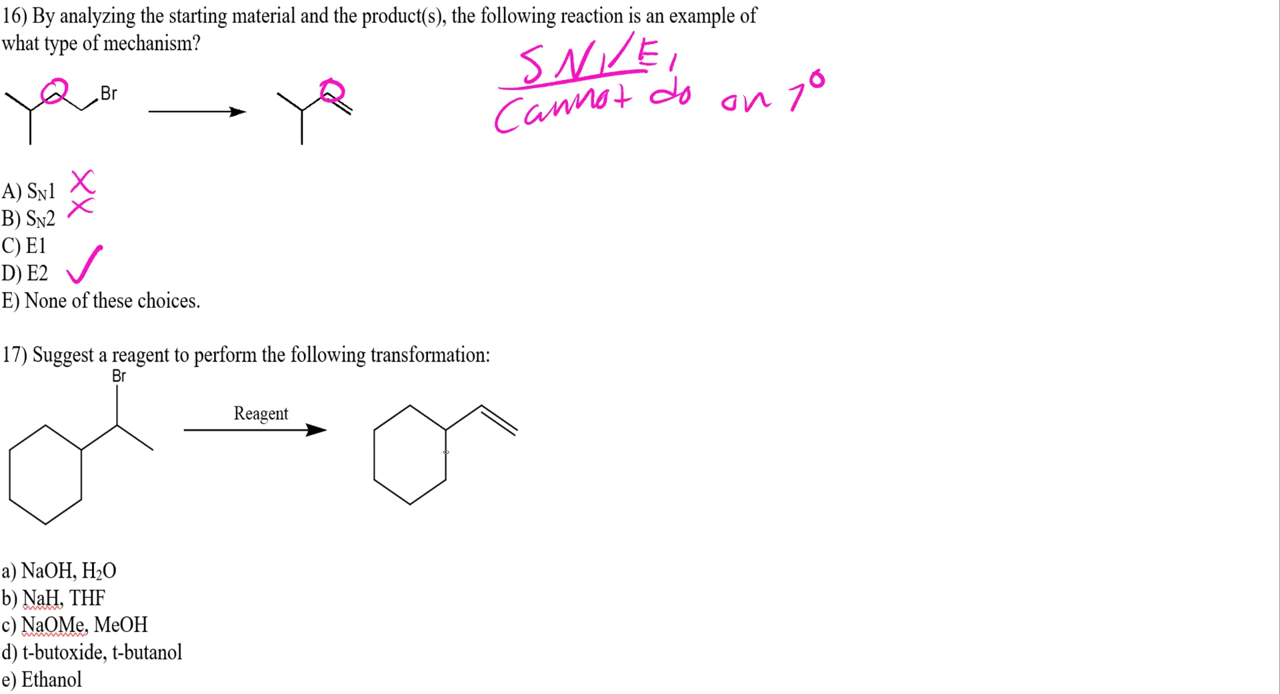 16) By analyzing the starting material and the product(s), the following reaction is an example of
what type of mechanism?
SN1/E1
Cannot do on 1°
Br
A) SN1 X
B) SN2 X
C) E1
D) E2 ✓
E) None of these choices.
17) Suggest a reagent to perform the following transformation:
Br
Reagent
a) NaOH, H₂O
b) NaH, THF
c) NaOMe, MeOH
d) t-butoxide, t-butanol
e) Ethanol